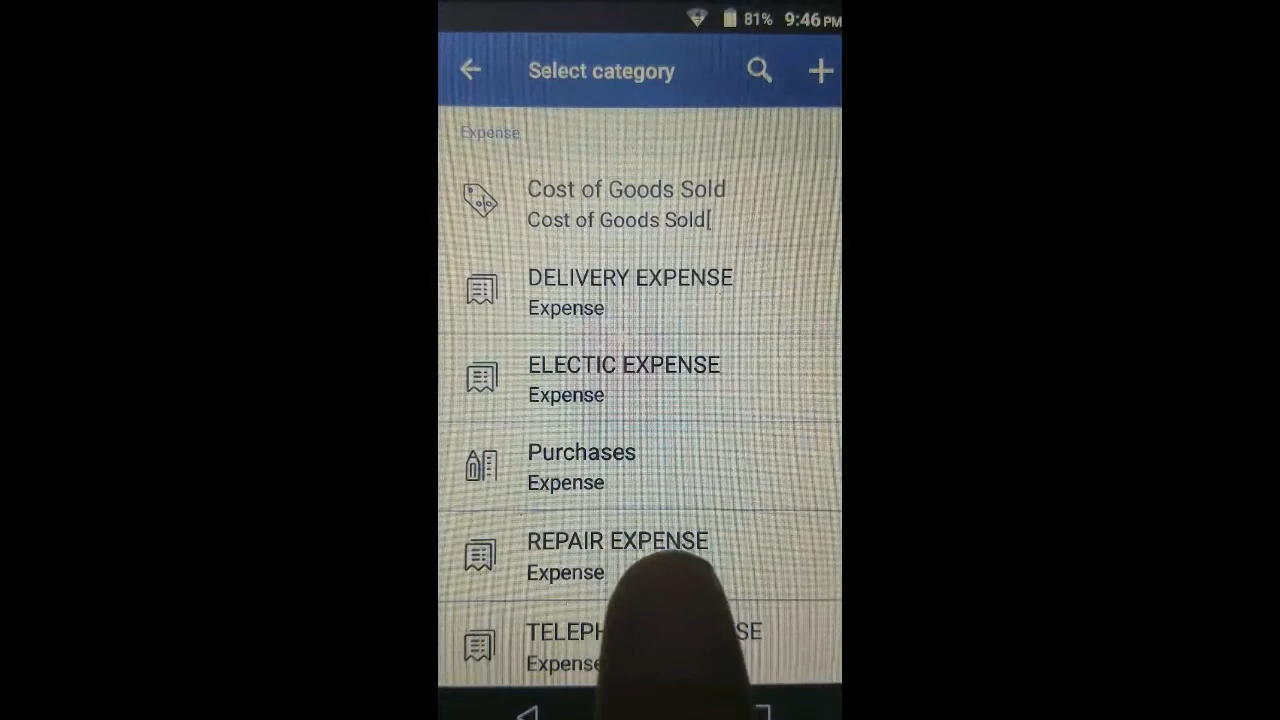 81% 9:46 PM
Select category
Expense
Cost of Goods Sold
Cost of Goods Sold[
DELIVERY EXPENSE
Expense
ELECTIC EXPENSE
Expense
Purchases
Expense
REPAIR EXPENSE
Expense
Expense